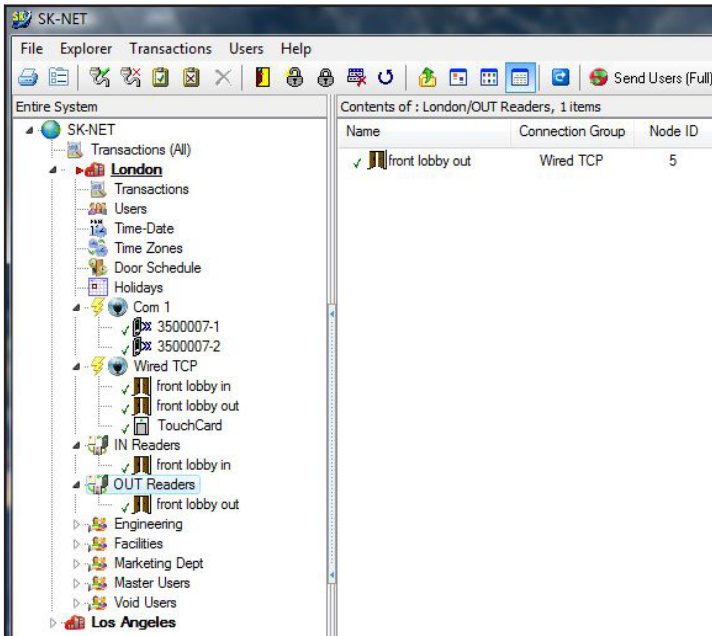 SK-NET
File Explorer Transactions Users Help
Send Users (Full)
Entire System
Contents of : London/OUT Readers, 1 items
SK-NET
Name Connection Group Node ID
Transactions (All)
front lobby out Wired TCP 5
London
Transactions
Users
Time-Date
Time Zones
Door Schedule
Holidays
Com 1
3500007-1
3500007-2
Wired TCP
front lobby in
front lobby out
TouchCard
IN Readers
front lobby in
OUT Readers
front lobby out
Engineering
Facilities
Marketing Dept
Master Users
Void Users
Los Angeles